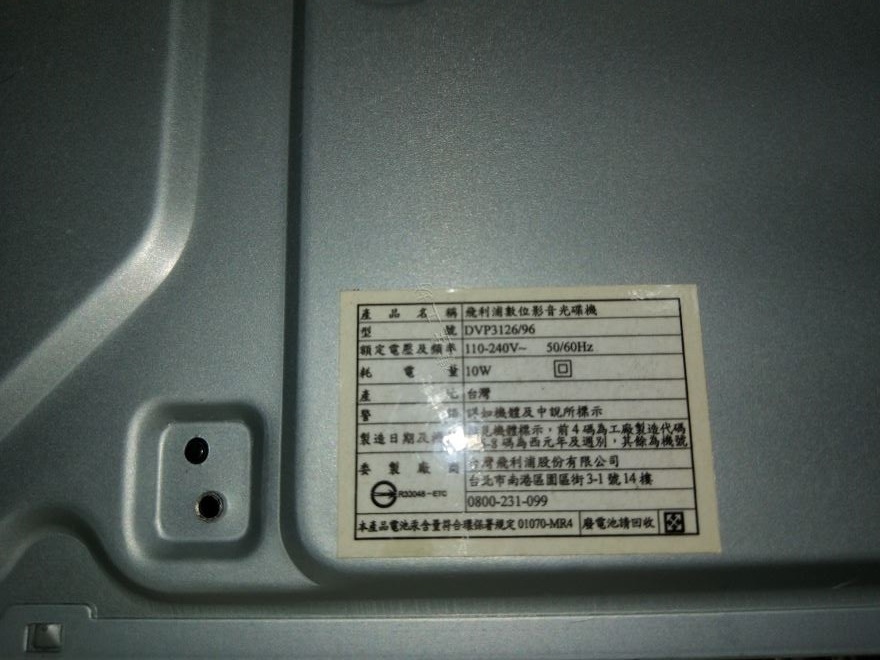 產品名稱 飛利浦數位影音光碟機
型號 DVP3126/96
額定電壓及頻率 110-240V~ 50/60Hz
耗電量 10W
產地 台灣
警語 詳如機體及中說所標示
製造日期及 見機體標示，前4碼為工廠製造代碼
8碼為西元年及週別，其餘為機號
委製廠商 台灣飛利浦股份有限公司
台北市南港區園區街3-1號14樓
R33048-ETC 0800-231-099
本產品電池汞含量符合環保署規定 01070-MR4 廢電池請回收